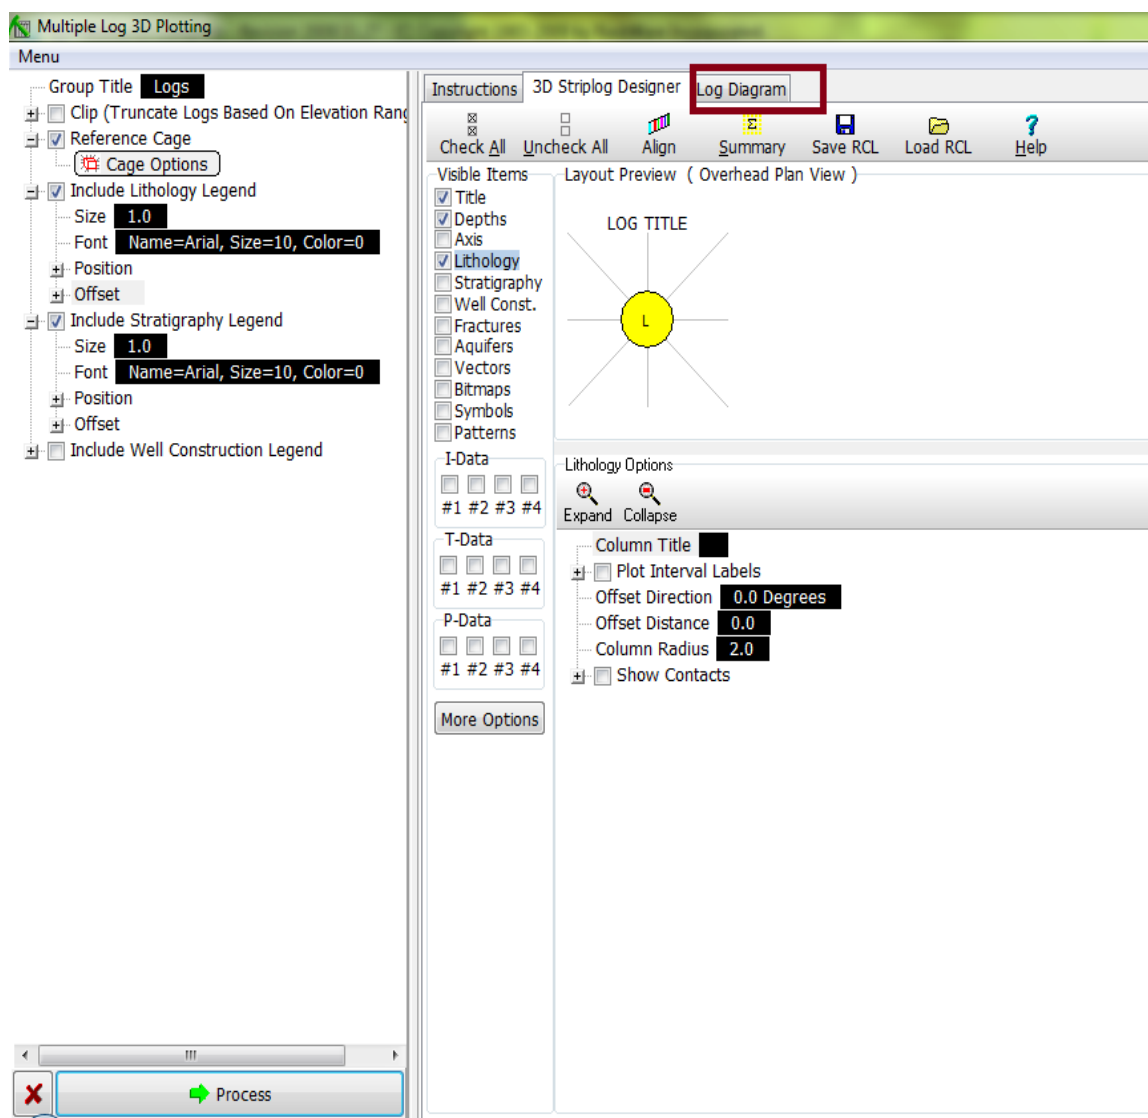 Multiple Log 3D Plotting
Menu
Group Title Logs
Clip (Truncate Logs Based On Elevation Rang
Reference Cage
Cage Options
Include Lithology Legend
Size 1.0
Font Name=Arial, Size=10, Color=0
Position
Offset
Include Stratigraphy Legend
Size 1.0
Font Name=Arial, Size=10, Color=0
Position
Offset
Include Well Construction Legend
Process
Instructions 3D Striplog Designer Log Diagram
Check All Uncheck All Align Summary Save RCL Load RCL Help
Visible Items
Title
Depths
Axis
Lithology
Stratigraphy
Well Const.
Fractures
Aquifers
Vectors
Bitmaps
Symbols
Patterns
I-Data
#1 #2 #3 #4
T-Data
#1 #2 #3 #4
P-Data
#1 #2 #3 #4
More Options
Layout Preview ( Overhead Plan View )
LOG TITLE
L
Lithology Options
Expand Collapse
Column Title
Plot Interval Labels
Offset Direction 0.0 Degrees
Offset Distance 0.0
Column Radius 2.0
Show Contacts